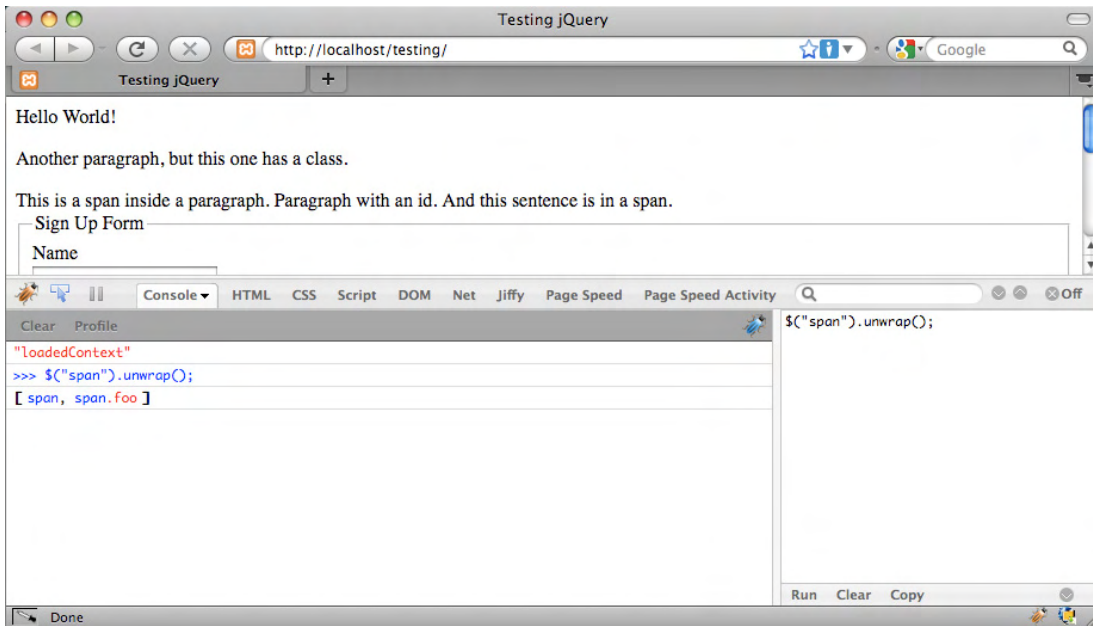 Testing jQuery
http://localhost/testing/
Google
Testing jQuery +
Hello World!
Another paragraph, but this one has a class.
This is a span inside a paragraph. Paragraph with an id. And this sentence is in a span.
Sign Up Form
Name
Console HTML CSS Script DOM Net Jiffy Page Speed Page Speed Activity Off
Clear Profile
"loadedContext"
>>> $("span").unwrap();
[ span, span.foo ]
$("span").unwrap();
Run Clear Copy
Done